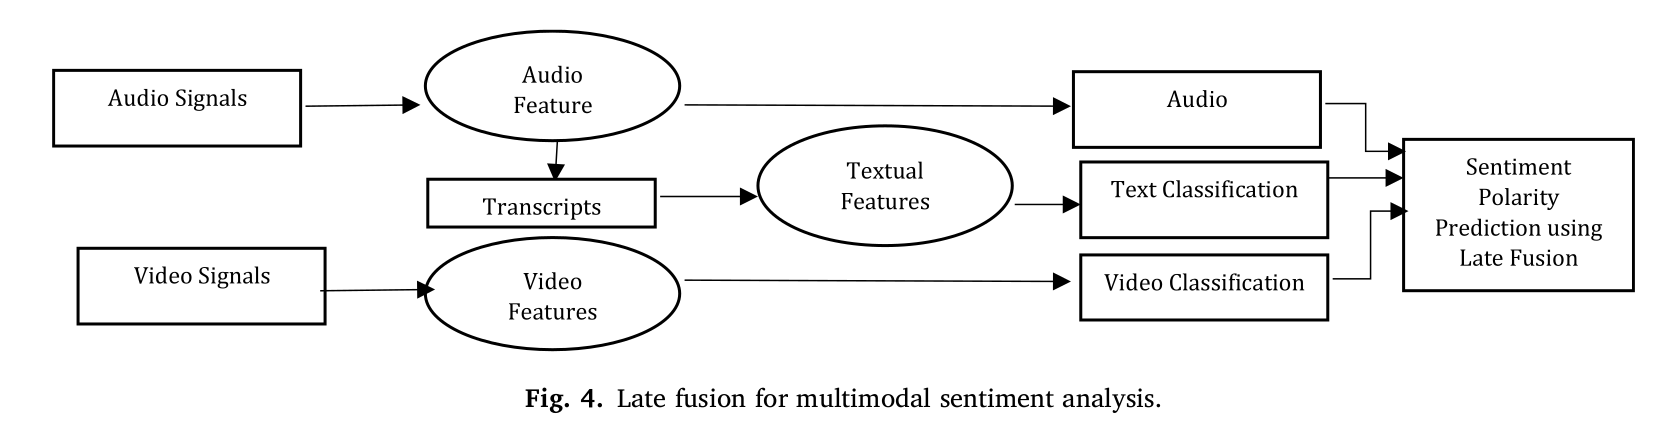 Audio Signals
Audio
Feature
Audio
Transcripts
Textual
Features
Text Classification
Video Signals
Video
Features
Video Classification
Sentiment
Polarity
Prediction using
Late Fusion
Fig. 4. Late fusion for multimodal sentiment analysis.